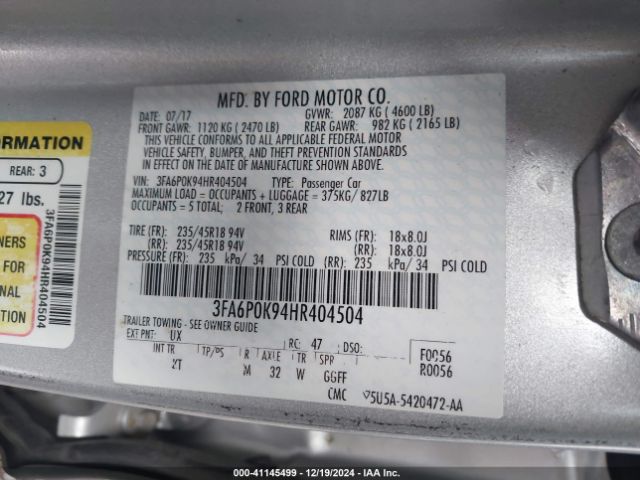 MFD. BY FORD MOTOR CO.
DATE: 07/17 GVWR: 2087 KG ( 4600 LB)
FRONT GAWR: 1120 KG ( 2470 LB) REAR GAWR: 982 KG ( 2165 LB)
THIS VEHICLE CONFORMS TO ALL APPLICABLE FEDERAL MOTOR
VEHICLE SAFETY, BUMPER, AND THEFT PREVENTION STANDARDS
IN EFFECT ON THE DATE OF MANUFACTURE SHOWN ABOVE.
VIN: 3FA6P0K94HR404504 TYPE: Passenger Car
MAXIMUM LOAD = OCCUPANTS + LUGGAGE = 375KG/ 827LB
OCCUPANTS = 5 TOTAL; 2 FRONT, 3 REAR
TIRE (FR): 235/45R18 94V RIMS (FR): 18x8.0J
(RR): 235/45R18 94V (RR): 18x8.0J
PRESSURE (FR): 235 kPa/ 34 PSI COLD (RR): 235 kPa/ 34 PSI COLD
3FA6P0K94HR404504
TRAILER TOWING - SEE OWNER GUIDE
EXT PNT: UX RC: 47 DSO:
INT TR TP/PS R AXLE TR SPR F0056
YT M 32 W GGFF R0056
CMC 5U5A-5420472-AA
ORMATION
REAR: 3
27 lbs.
NERS
FOR
NAL
TION
3FA6P0K94HR404504
000-41145499 - 12/19/2024 - IAA Inc.